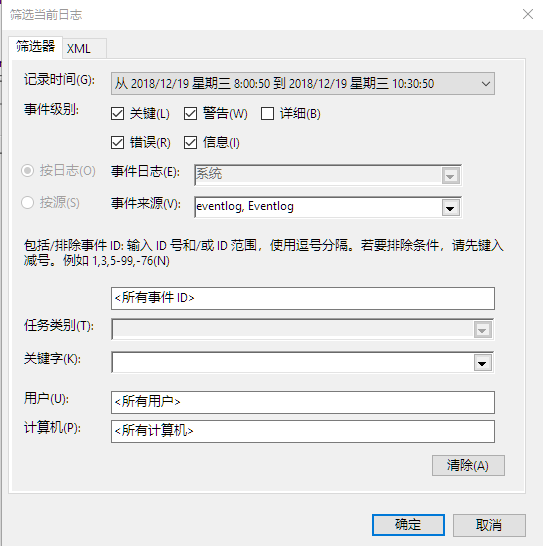 筛选当前日志
筛选器 XML
记录时间(G): 从 2018/12/19 星期三 8:00:50 到 2018/12/19 星期三 10:30:50
事件级别: 关键(L) 警告(W) 详细(B)
错误(R) 信息(I)
按日志(O) 事件日志(E): 系统
按源(S) 事件来源(V): eventlog, Eventlog
包括/排除事件 ID: 输入 ID 号和/或 ID 范围，使用逗号分隔。若要排除条件，请先键入
减号。例如 1,3,5-99,-76(N)
<所有事件 ID>
任务类别(T):
关键字(K):
用户(U): <所有用户>
计算机(P): <所有计算机>
清除(A)
确定 取消